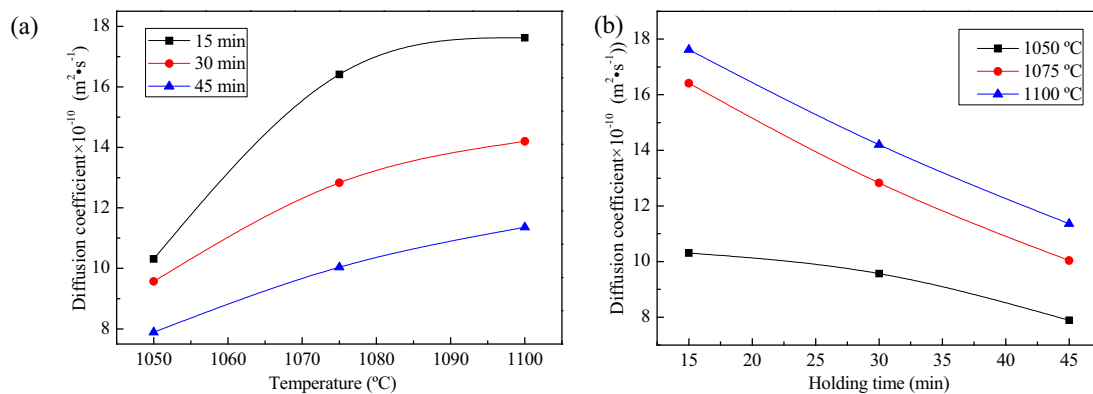 (a)
18
16
14
12
10
8
Diffusion coefficient×10⁻¹⁰ (m²•s⁻¹)
15 min
30 min
45 min
1050 1060 1070 1080 1090 1100
Temperature (ºC)
(b)
18
16
14
12
10
8
Diffusion coefficient×10⁻¹⁰ (m²•s⁻¹))
1050 ºC
1075 ºC
1100 ºC
15 20 25 30 35 40 45
Holding time (min)